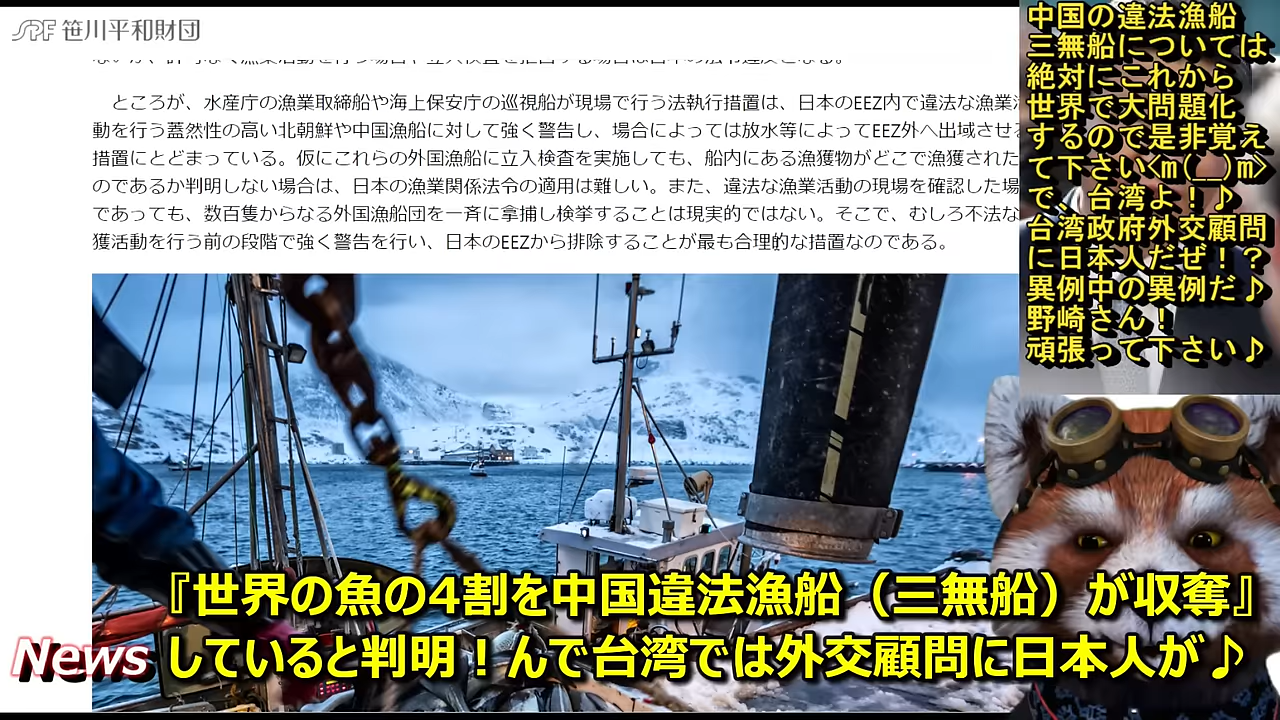 SPF 笹川平和財団
ところが、水産庁の漁業取締船や海上保安庁の巡視船が現場で行う法執行措置は、日本のEEZ内で違法な漁業活
動を行う蓋然性の高い北朝鮮や中国漁船に対して強く警告し、場合によっては放水等によってEEZ外へ出域させる
措置にとどまっている。仮にこれらの外国漁船に立入検査を実施しても、船内にある漁獲物がどこで漁獲された
のであるか判明しない場合は、日本の漁業関係法令の適用は難しい。また、違法な漁業活動の現場を確認した場
であっても、数百隻からなる外国漁船団を一斉に拿捕し検挙することは現実的ではない。そこで、むしろ不法な
獲活動を行う前の段階で強く警告を行い、日本のEEZから排除することが最も合理的な措置なのである。
中国の違法漁船
三無船については
絶対にこれから
世界で大問題化
するので是非覚え
て下さい<m(__)m>
で、台湾よ！♪
台湾政府外交顧問
に日本人だぜ！？
異例中の異例だ♪
野崎さん！
頑張って下さい♪
『世界の魚の4割を中国違法漁船（三無船）が収奪』
していると判明！んで台湾では外交顧問に日本人が♪
News